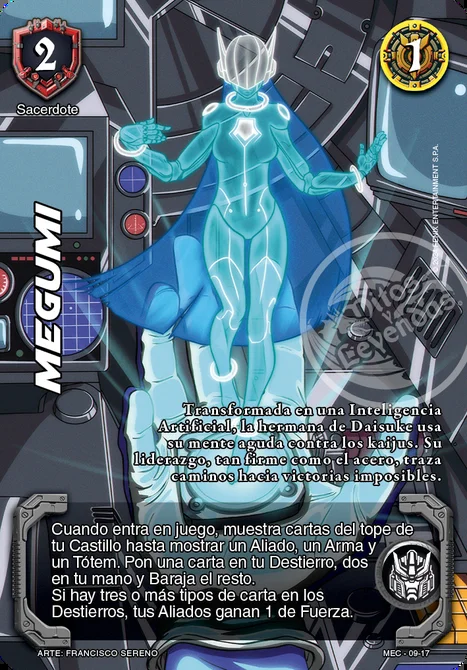 2
1
Sacerdote
MEGUMI
Mitos
y
Leyendas
Transformada en una Inteligencia
Artificial, la hermana de Daisuke usa
su mente aguda contra los kaijus. Su
liderazgo, tan firme como el acero, traza
caminos hacia victorias imposibles.
Cuando entra en juego, muestra cartas del tope de
tu Castillo hasta mostrar un Aliado, un Arma y
un Tótem. Pon una carta en tu Destierro, dos
en tu mano y Baraja el resto.
Si hay tres o más tipos de carta en los
Destierros, tus Aliados ganan 1 de Fuerza.
ARTE: FRANCISCO SERENO
MEC - 09-17